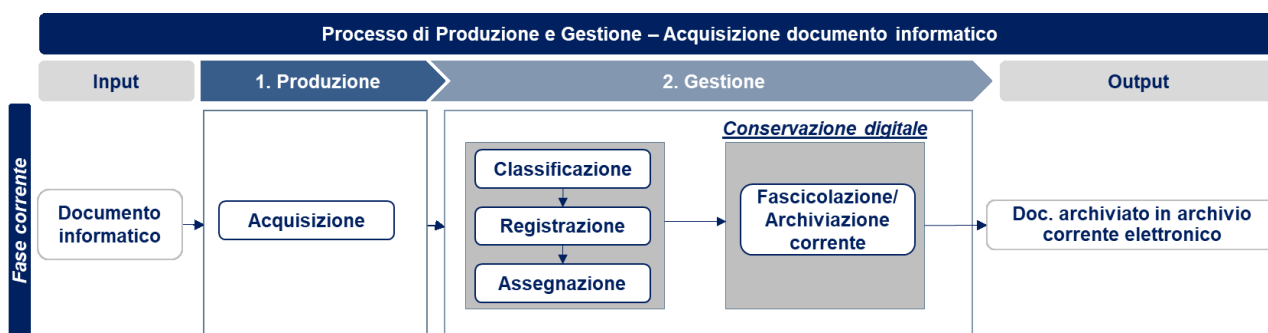 Processo di Produzione e Gestione – Acquisizione documento informatico
Input
1. Produzione
2. Gestione
Output
Fase corrente
Documento
informatico
Acquisizione
Classificazione
Registrazione
Assegnazione
Conservazione digitale
Fascicolazione/
Archiviazione
corrente
Doc. archiviato in archivio
corrente elettronico